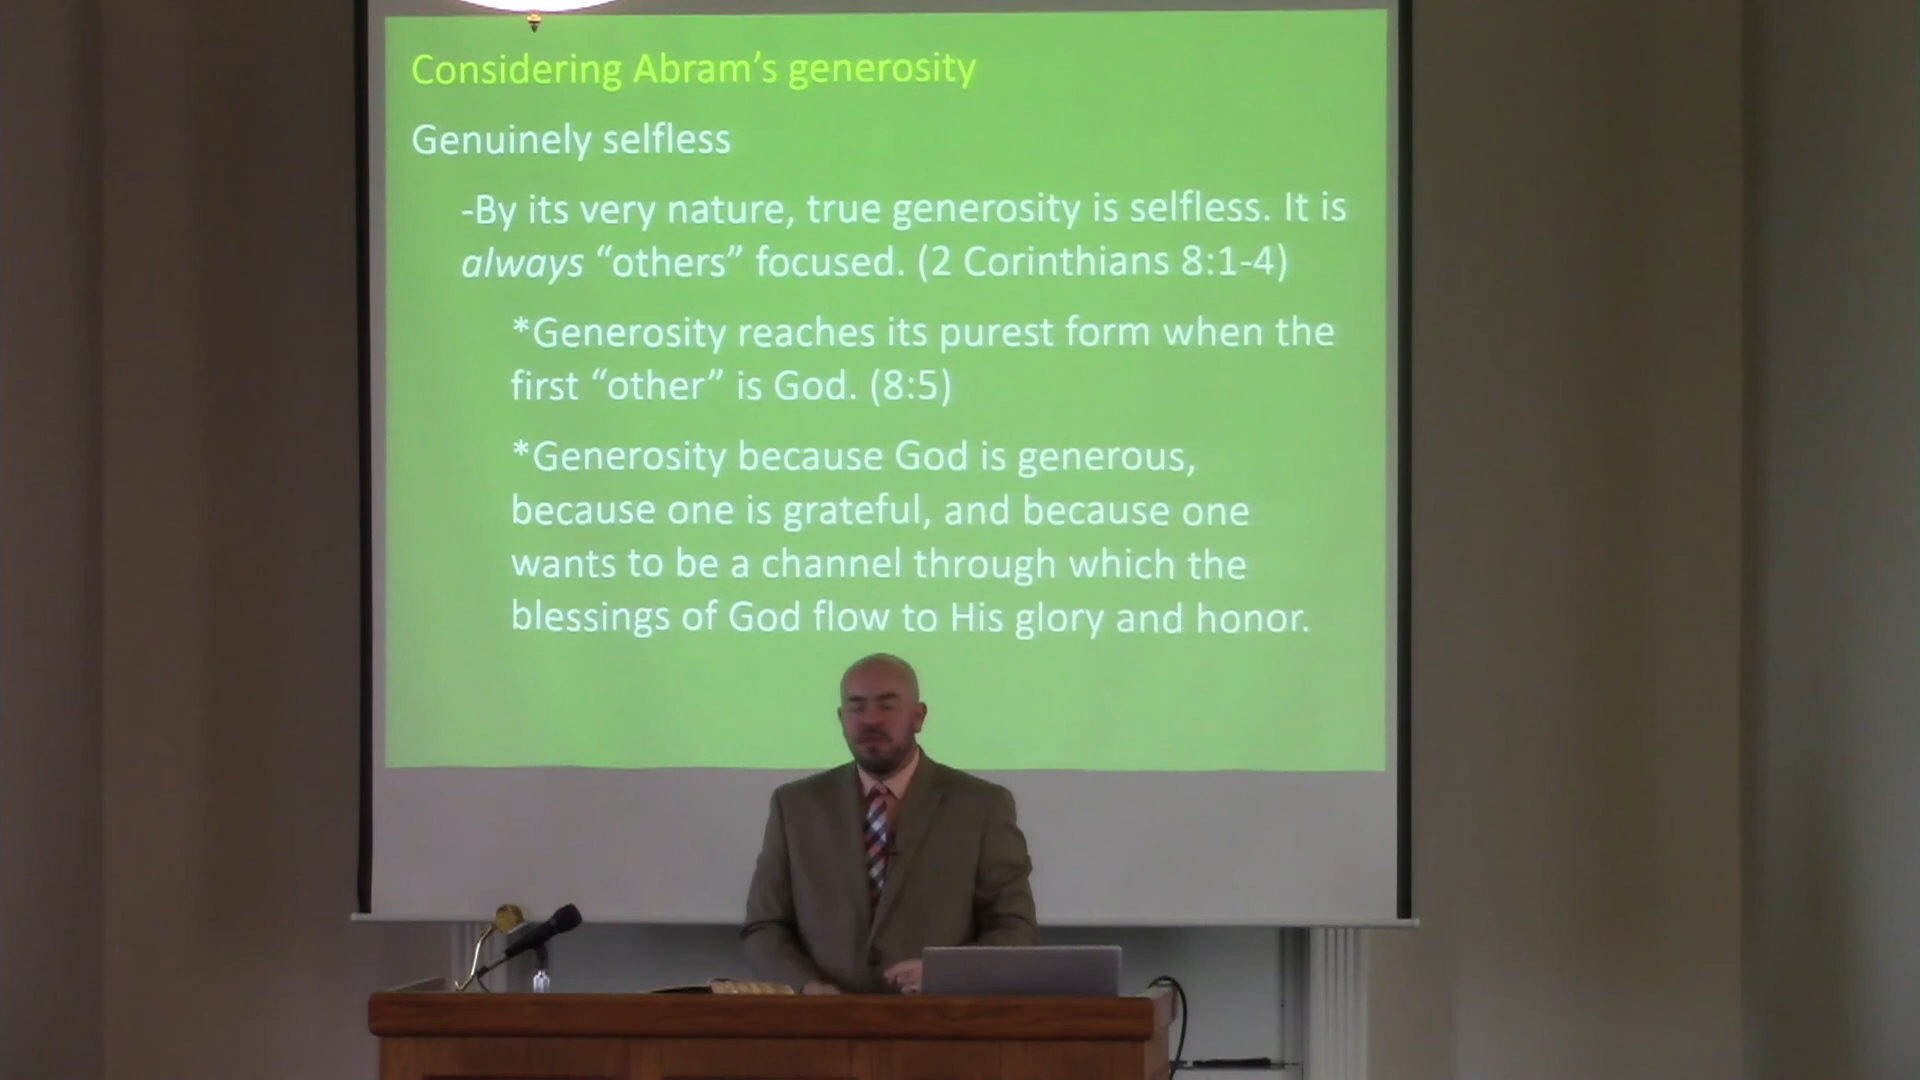 Considering Abram’s generosity
Genuinely selfless
-By its very nature, true generosity is selfless. It is
always “others” focused. (2 Corinthians 8:1-4)
*Generosity reaches its purest form when the
first “other” is God. (8:5)
*Generosity because God is generous,
because one is grateful, and because one
wants to be a channel through which the
blessings of God flow to His glory and honor.